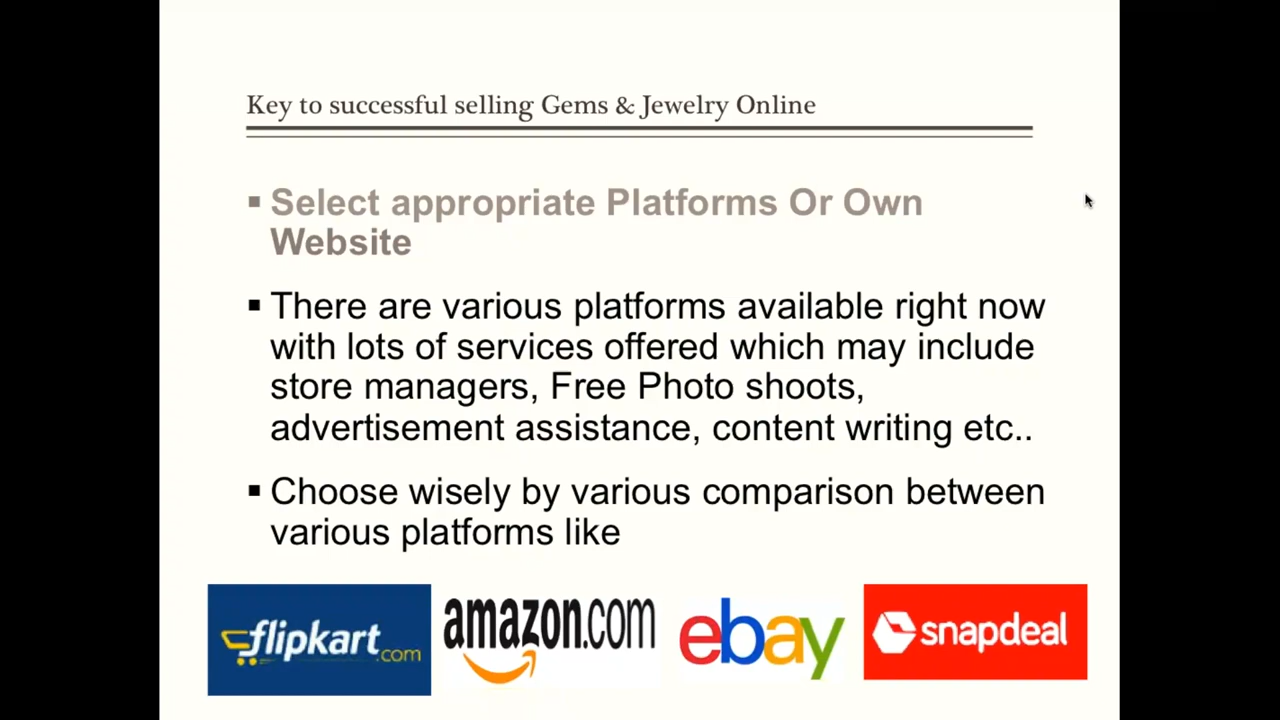 Key to successful selling Gems & Jewelry Online
▪ Select appropriate Platforms Or Own
Website
▪ There are various platforms available right now
with lots of services offered which may include
store managers, Free Photo shoots,
advertisement assistance, content writing etc..
▪ Choose wisely by various comparison between
various platforms like
flipkart.com amazon.com ebay snapdeal